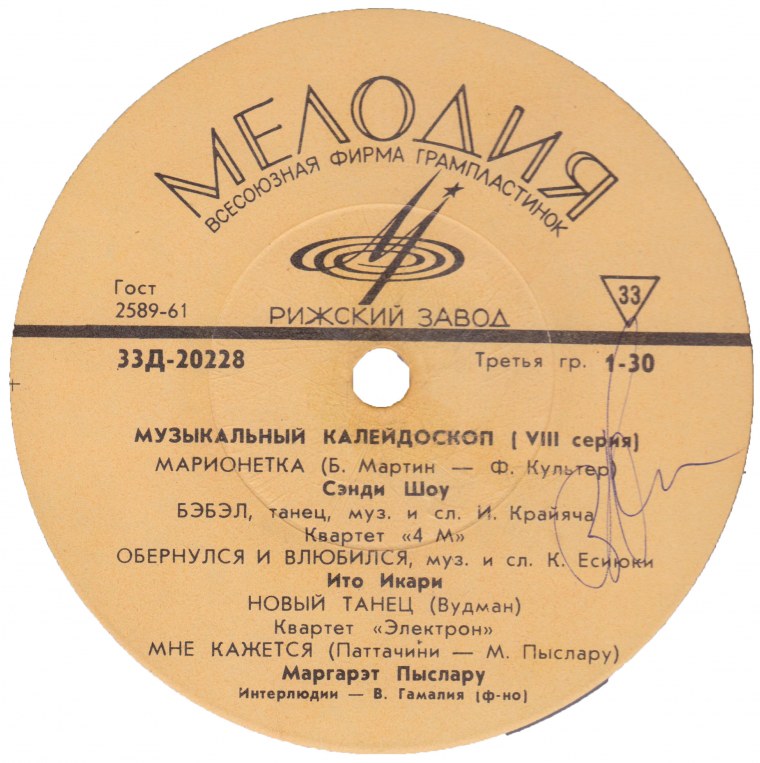 МЕЛОДИЯ
ВСЕСОЮЗНАЯ ФИРМА ГРАМПЛАСТИНОК
Гост
2589-61
РИЖСКИЙ ЗАВОД
33
33Д-20228
Третья гр. 1-30
МУЗЫКАЛЬНЫЙ КАЛЕЙДОСКОП ( VIII серия)
МАРИОНЕТКА (Б. Мартин — Ф. Культер)
Сэнди Шоу
БЭБЭЛ, танец, муз. и сл. И. Крайяча
Квартет «4 М»
ОБЕРНУЛСЯ И ВЛЮБИЛСЯ, муз. и сл. К. Есиюки
Ито Икари
НОВЫЙ ТАНЕЦ (Вудман)
Квартет «Электрон»
МНЕ КАЖЕТСЯ (Паттачини — М. Пыслару)
Маргарэт Пыслару
Интерлюдии — В. Гамалия (ф-но)